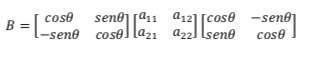 B = [cosθ senθ -senθ cosθ] [a₁₁ a₁₂ a₂₁ a₂₂] [cosθ -senθ senθ cosθ]